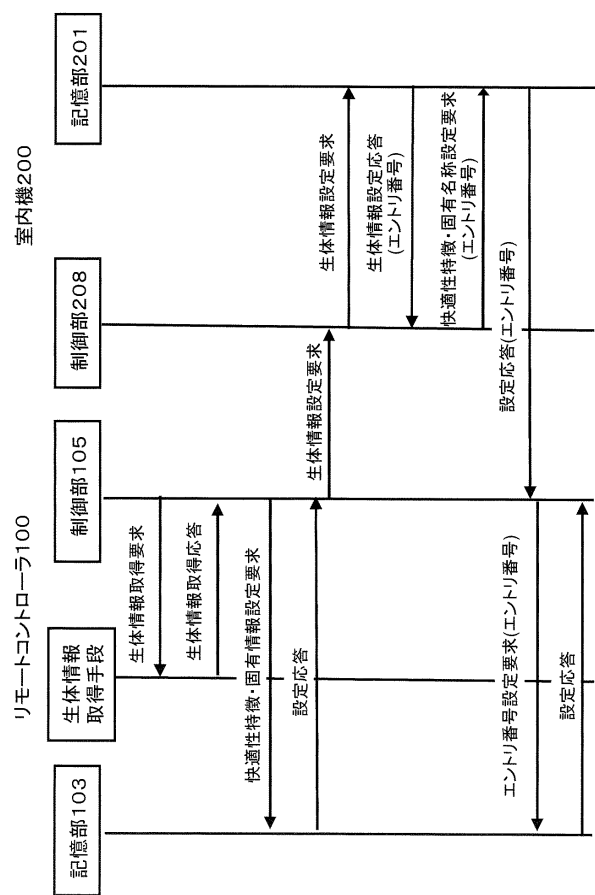 リモートコントローラ100
室内機200
記憶部103
生体情報
取得手段
制御部105
制御部208
記憶部201
生体情報取得要求
生体情報取得応答
快適性特徴・固有情報設定要求
設定応答
生体情報設定要求
生体情報設定要求
生体情報設定応答
(エントリ番号)
快適性特徴・固有名称設定要求
(エントリ番号)
設定応答(エントリ番号)
エントリ番号設定要求(エントリ番号)
設定応答